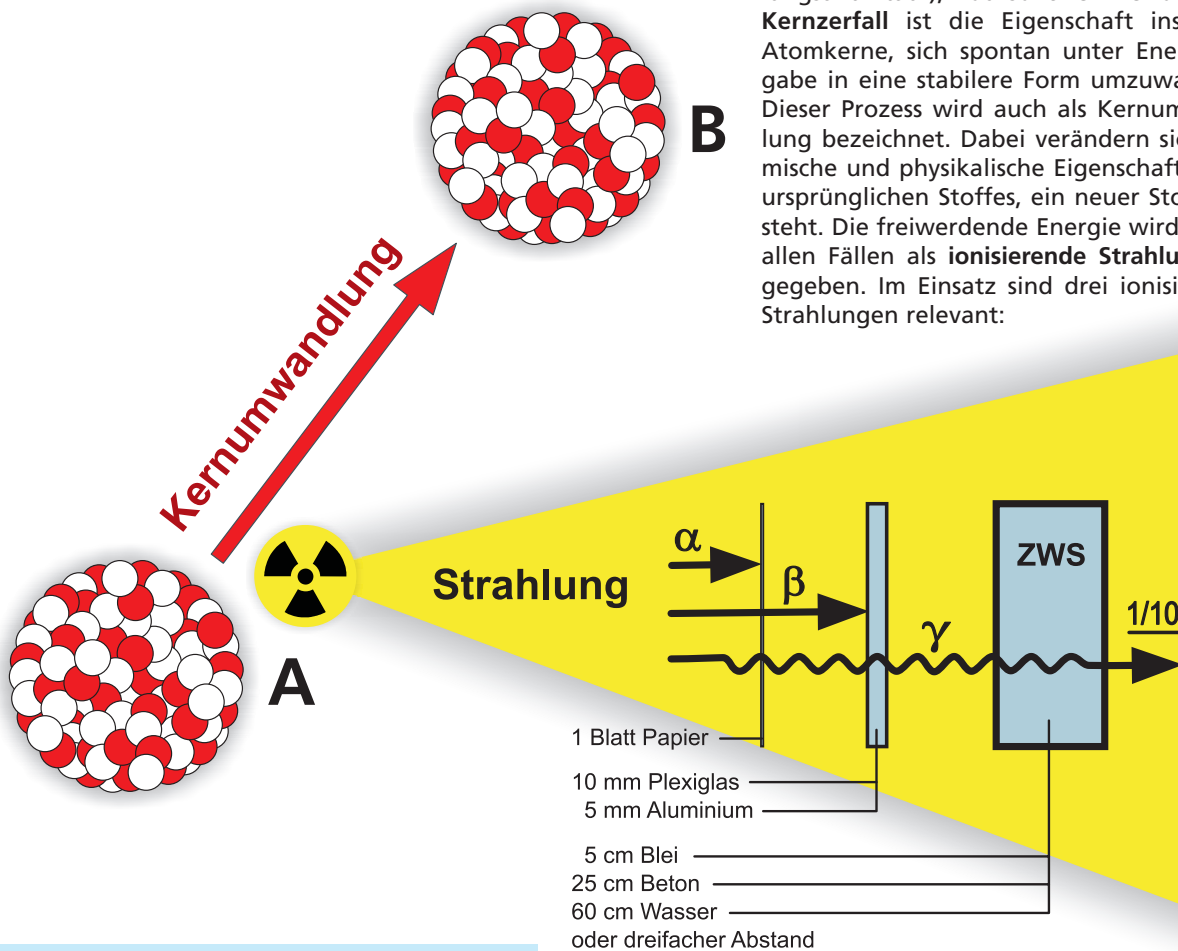 Kernzerfall ist die Eigenschaft ins
Atomkerne, sich spontan unter Ener
gabe in eine stabilere Form umzuwa
Dieser Prozess wird auch als Kernum
lung bezeichnet. Dabei verändern sic
mische und physikalische Eigenschaft
ursprünglichen Stoffes, ein neuer Sto
steht. Die freiwerdende Energie wird
allen Fällen als ionisierende Strahlu
gegeben. Im Einsatz sind drei ionisi
Strahlungen relevant:
B
Kernumwandlung
A
Strahlung
α
β
γ
ZWS
1/10
1 Blatt Papier
10 mm Plexiglas
5 mm Aluminium
5 cm Blei
25 cm Beton
60 cm Wasser
oder dreifacher Abstand